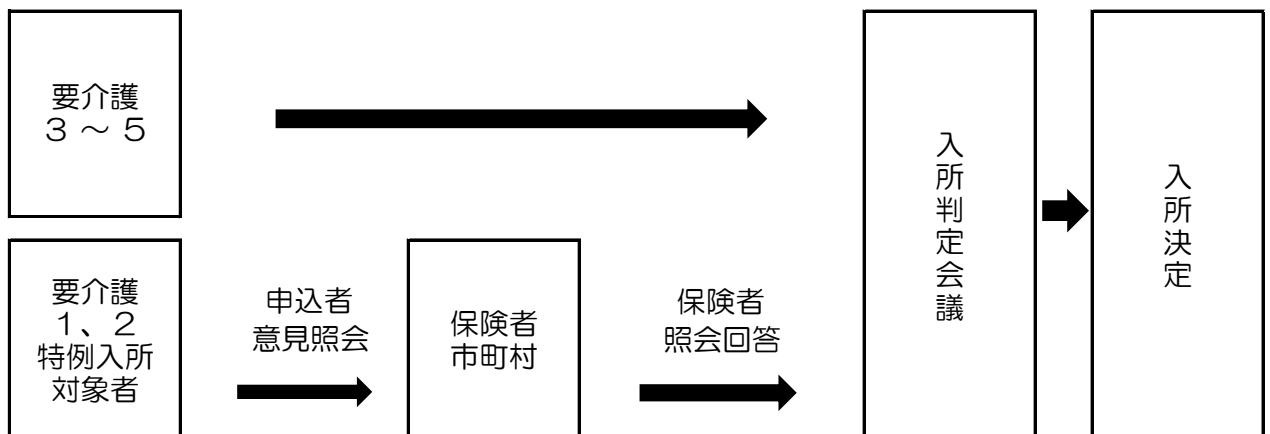 要介護
３～５
要介護
１、２
特例入所
対象者
申込者
意見照会
保険者
市町村
保険者
照会回答
入所判定会議
入所決定